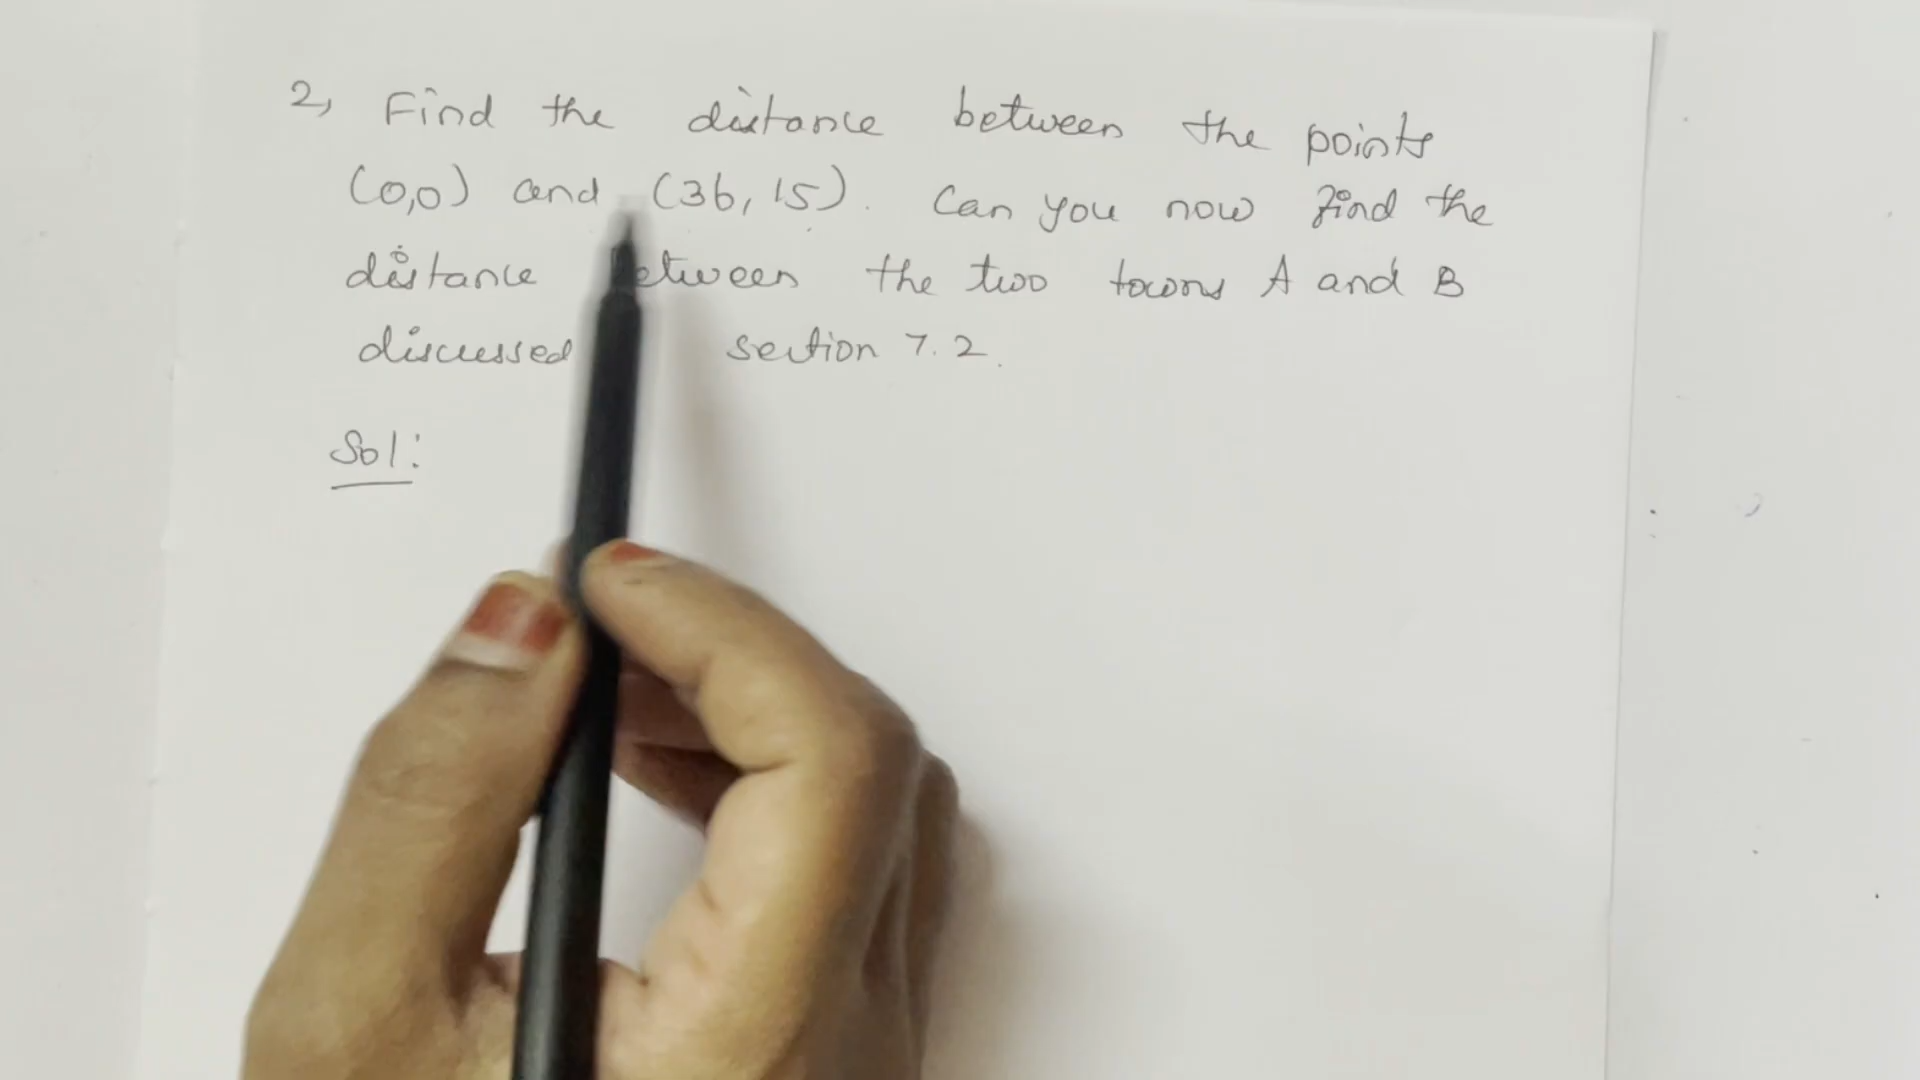 2, Find the distance between the points
(0,0) and (36, 15). Can you now find the
distance between the two towns A and B
discussed section 7.2.
Sol: